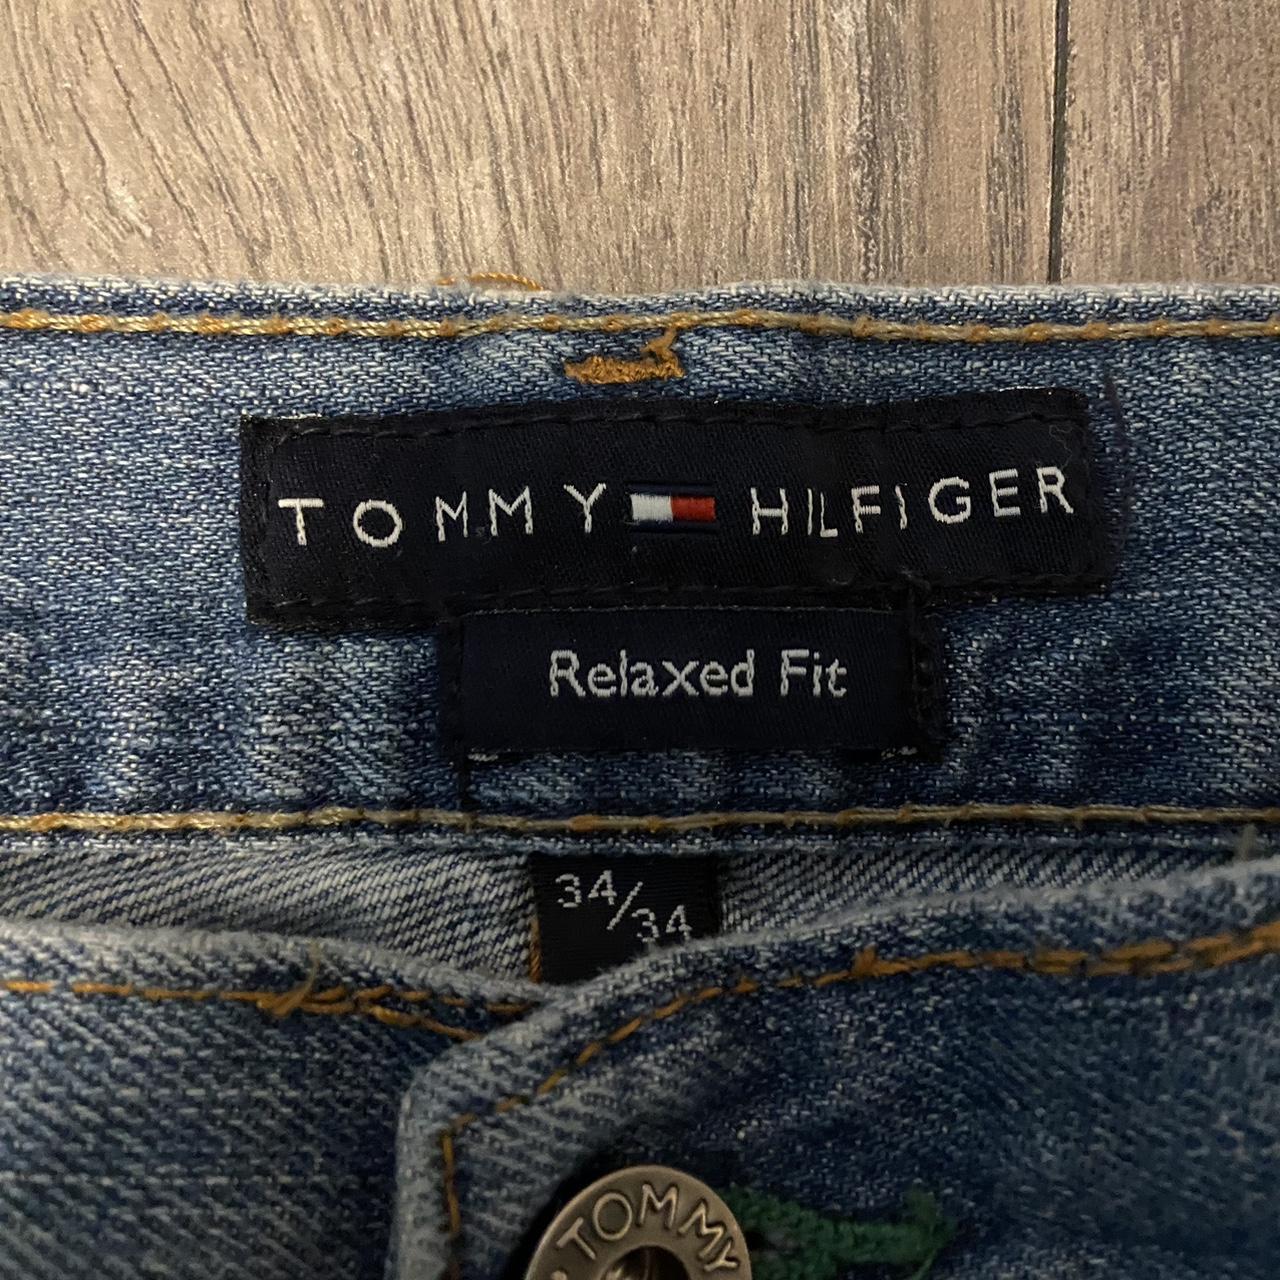 TOMMY HILFIGER
Relaxed Fit
34/34
TOMMY